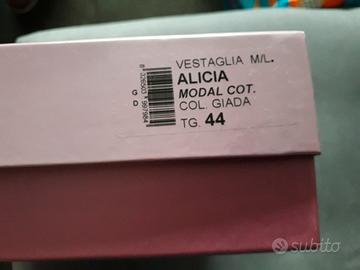 VESTAGLIA M/L.
ALICIA
MODAL COT.
COL. GIADA
TG. 44
G
D
subito